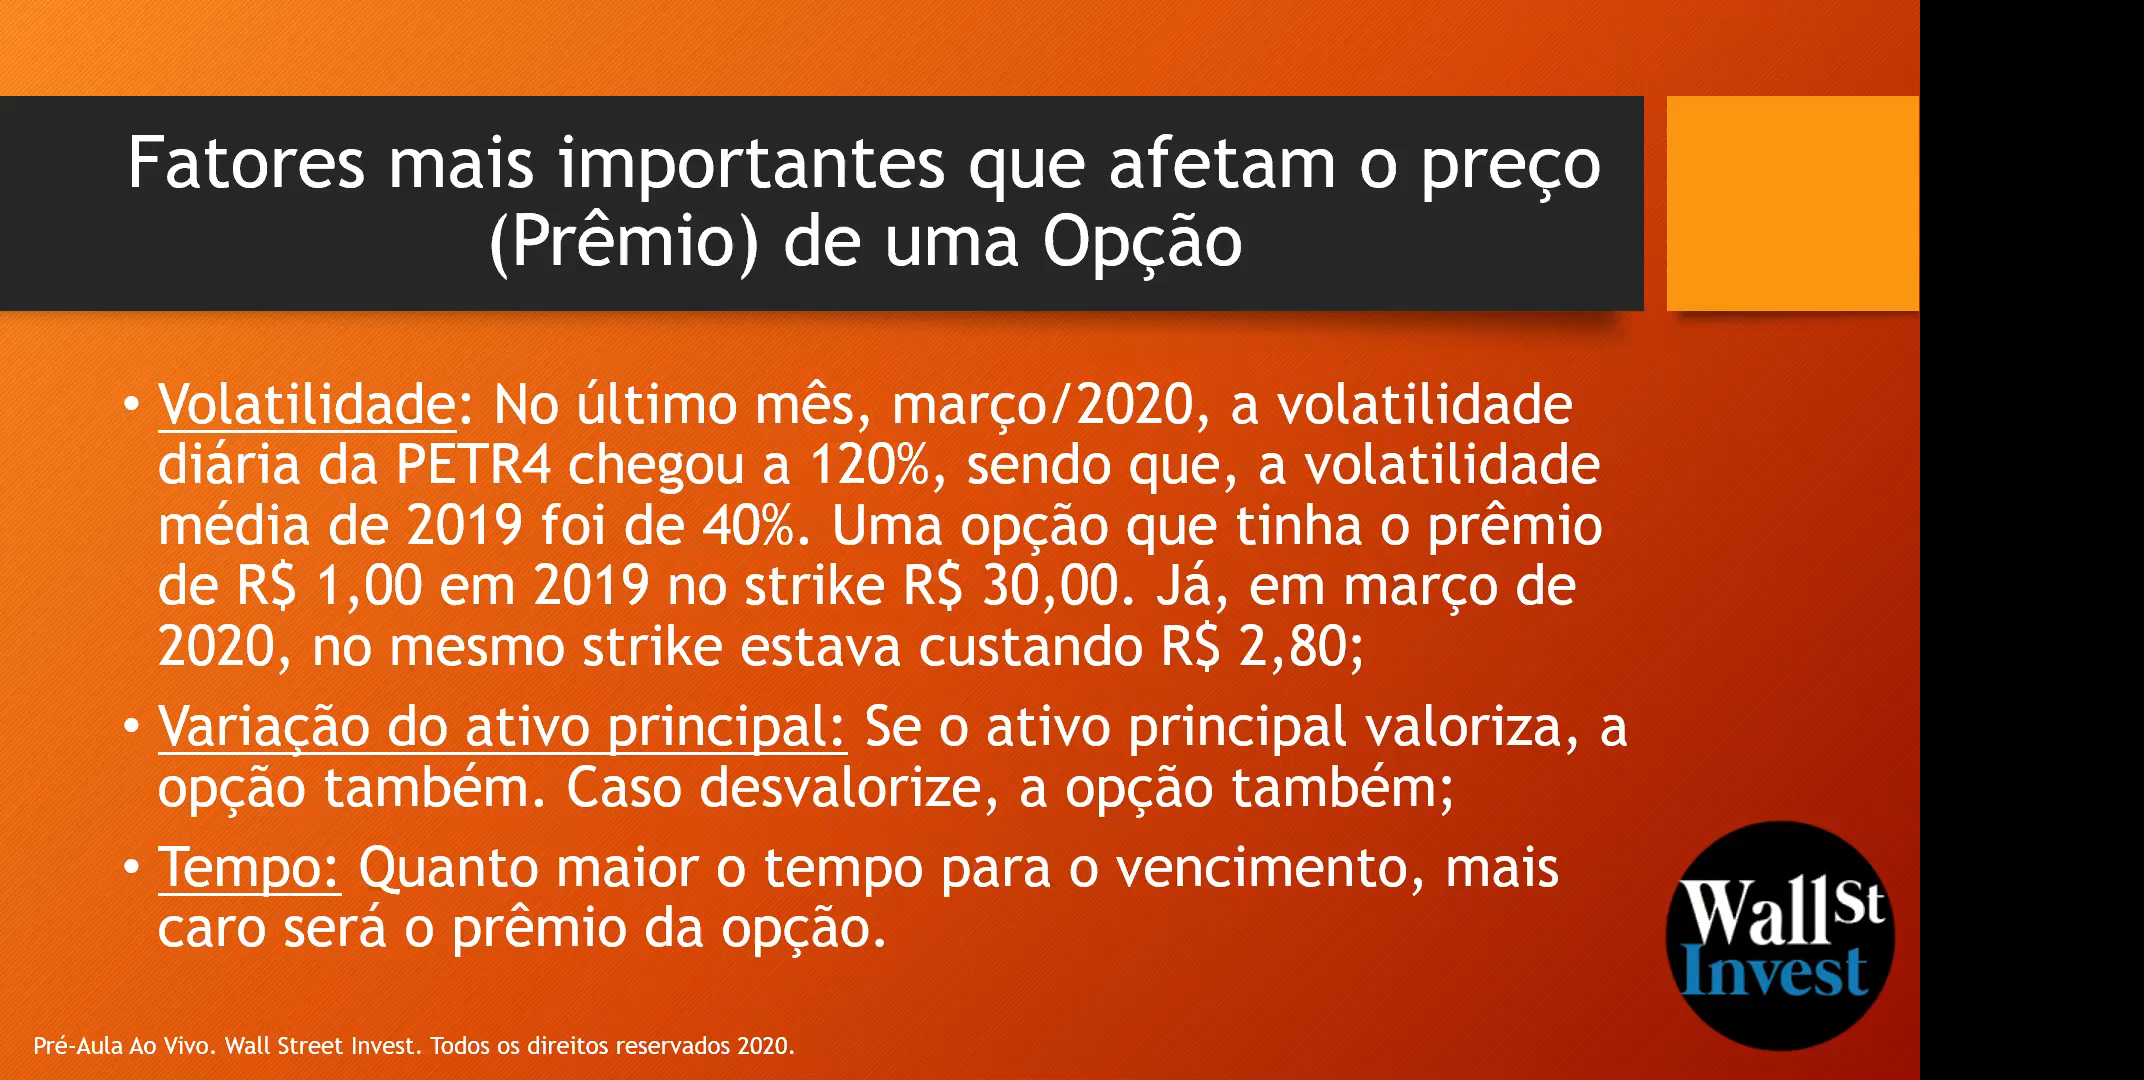 Fatores mais importantes que afetam o preço
(Prêmio) de uma Opção
• Volatilidade: No último mês, março/2020, a volatilidade
diária da PETR4 chegou a 120%, sendo que, a volatilidade
média de 2019 foi de 40%. Uma opção que tinha o prêmio
de R$ 1,00 em 2019 no strike R$ 30,00. Já, em março de
2020, no mesmo strike estava custando R$ 2,80;
• Variação do ativo principal: Se o ativo principal valoriza, a
opção também. Caso desvalorize, a opção também;
• Tempo: Quanto maior o tempo para o vencimento, mais
caro será o prêmio da opção.
Wall St
Invest
Pré-Aula Ao Vivo. Wall Street Invest. Todos os direitos reservados 2020.